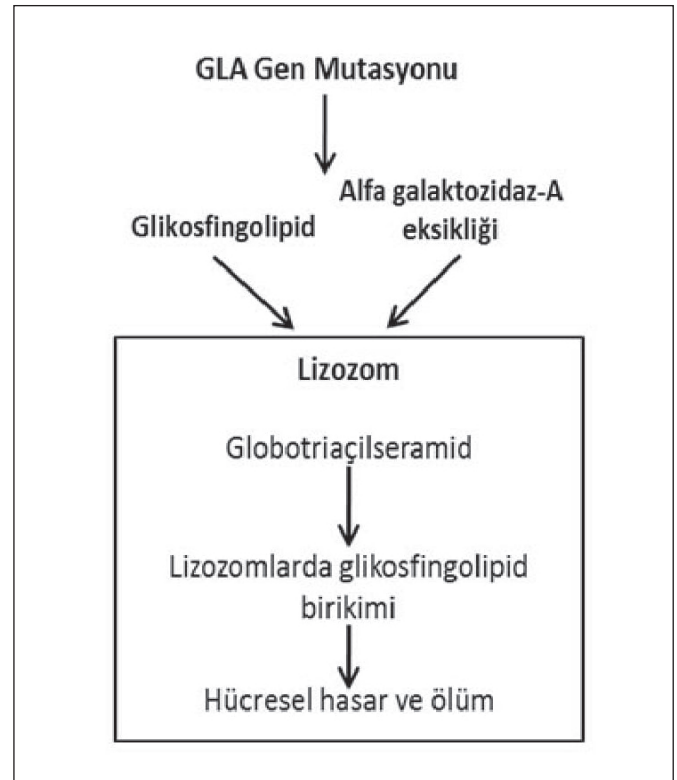 GLA Gen Mutasyonu
Glikosfingolipid
Alfa galaktozidaz-A
eksikliği
Lizozom
Globotriaçilseramid
Lizozomlarda glikosfingolipid
birikimi
Hücresel hasar ve ölüm